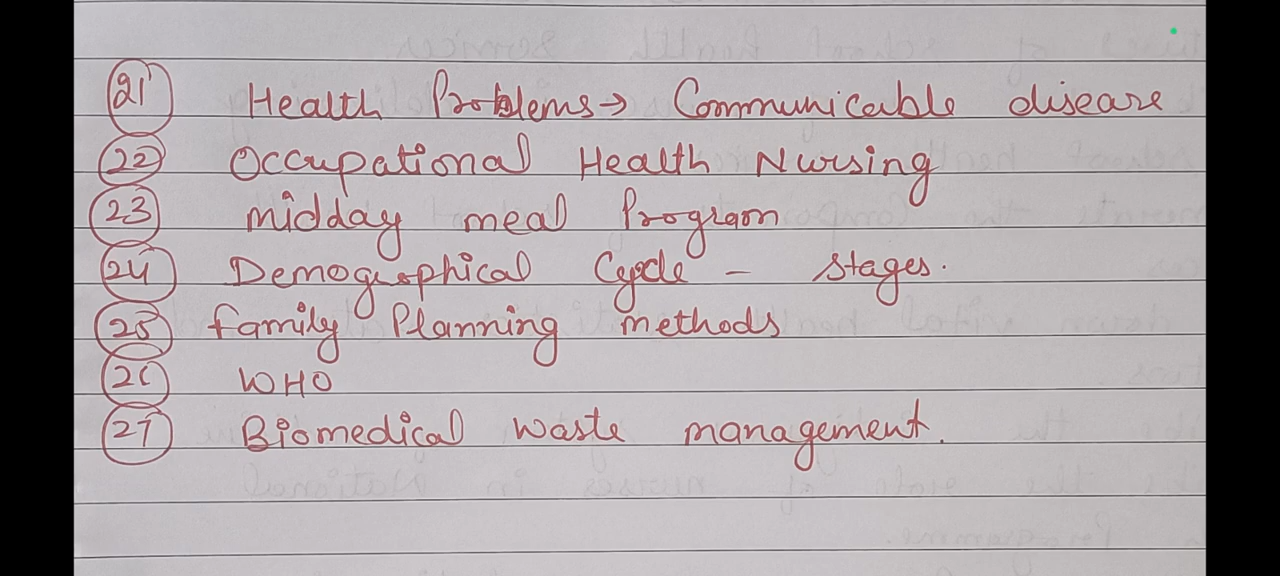 21 Health Problems → Communicable disease
22 Occupational Health Nursing
23 midday meal Program
24 Demographical Cycle - stages.
25 family Planning methods
26 WHO
27 Biomedical waste management.